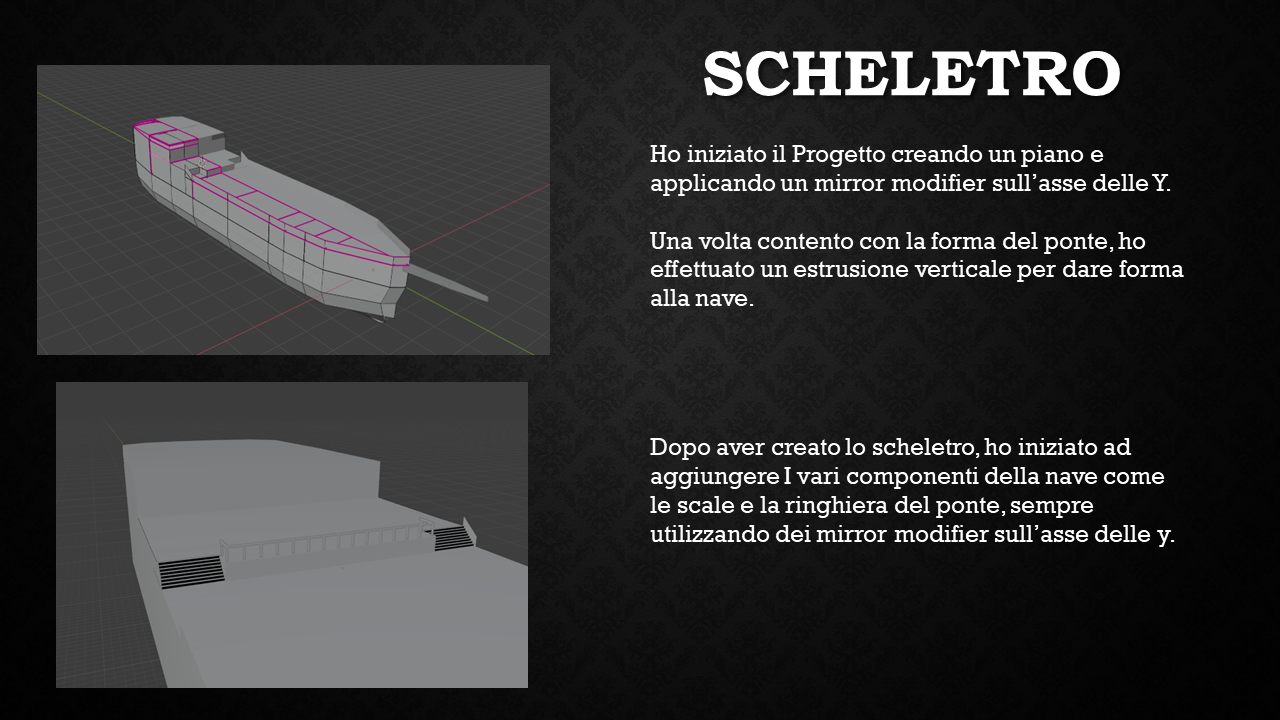 SCHELETRO
Ho iniziato il Progetto creando un piano e
applicando un mirror modifier sull’asse delle Y.
Una volta contento con la forma del ponte, ho
effettuato un estrusione verticale per dare forma
alla nave.
Dopo aver creato lo scheletro, ho iniziato ad
aggiungere I vari componenti della nave come
le scale e la ringhiera del ponte, sempre
utilizzando dei mirror modifier sull’asse delle y.